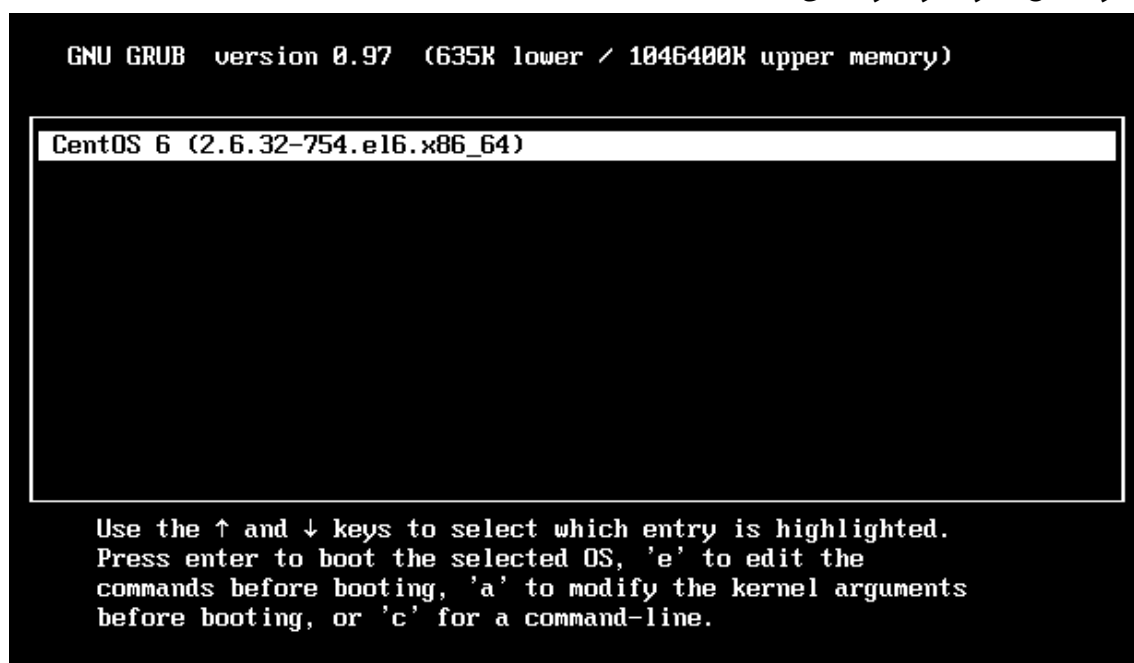 GNU GRUB  version 0.97  (635K lower / 1046400K upper memory)
CentOS 6 (2.6.32-754.el6.x86_64)
Use the ↑ and ↓ keys to select which entry is highlighted.
Press enter to boot the selected OS, 'e' to edit the
commands before booting, 'a' to modify the kernel arguments
before booting, or 'c' for a command-line.